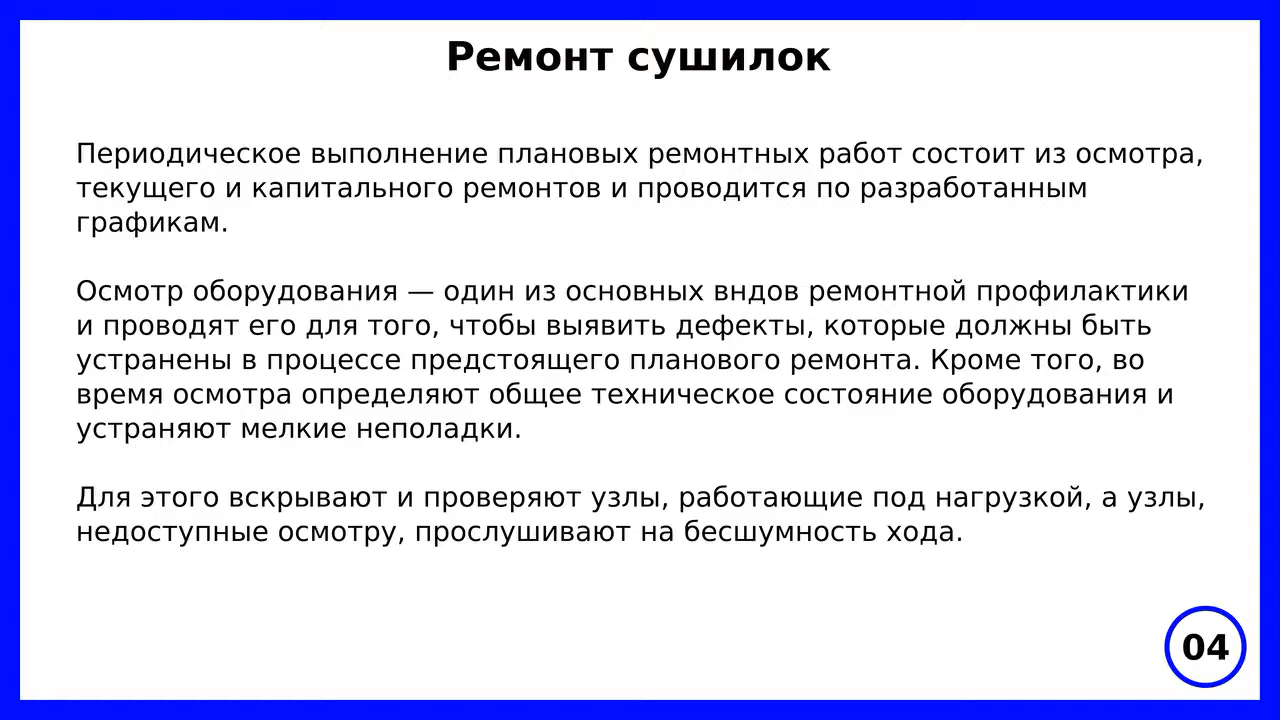 Ремонт сушилок
Периодическое выполнение плановых ремонтных работ состоит из осмотра,
текущего и капитального ремонтов и проводится по разработанным
графикам.
Осмотр оборудования — один из основных вндов ремонтной профилактики
и проводят его для того, чтобы выявить дефекты, которые должны быть
устранены в процессе предстоящего планового ремонта. Кроме того, во
время осмотра определяют общее техническое состояние оборудования и
устраняют мелкие неполадки.
Для этого вскрывают и проверяют узлы, работающие под нагрузкой, а узлы,
недоступные осмотру, прослушивают на бесшумность хода.
04